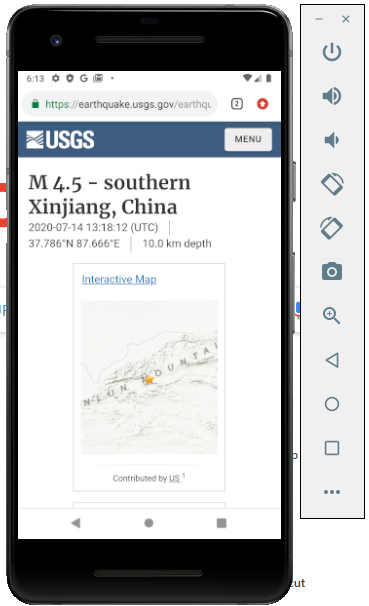 6:13
https://earthquake.usgs.gov/earthqu
2
USGS
MENU
M 4.5 - southern
Xinjiang, China
2020-07-14 13:18:12 (UTC)
37.786°N 87.666°E
10.0 km depth
Interactive Map
NLUN MOUNTAI
Contributed by US 1